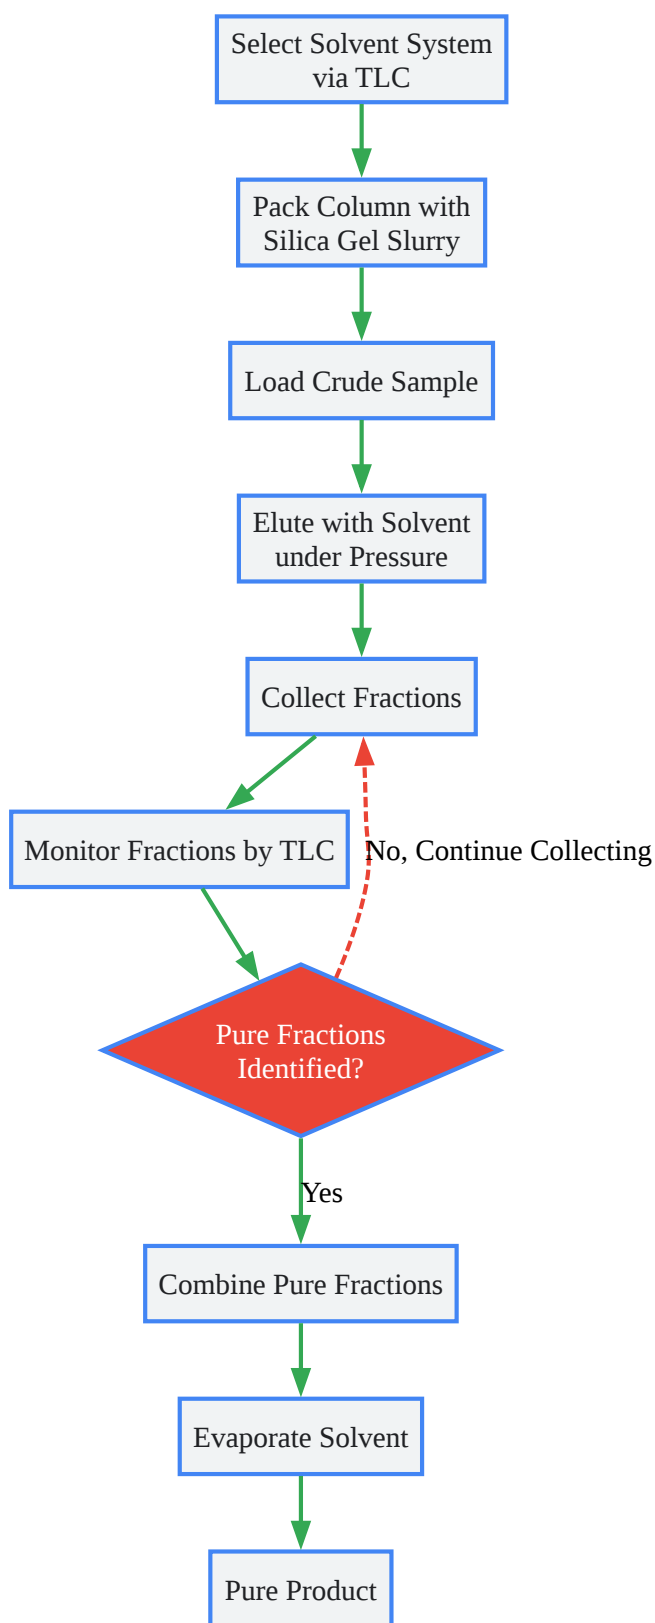 Select Solvent System
via TLC
Pack Column with
Silica Gel Slurry
Load Crude Sample
Elute with Solvent
under Pressure
Collect Fractions
Monitor Fractions by TLC
No, Continue Collecting
Pure Fractions
Identified?
Yes
Combine Pure Fractions
Evaporate Solvent
Pure Product